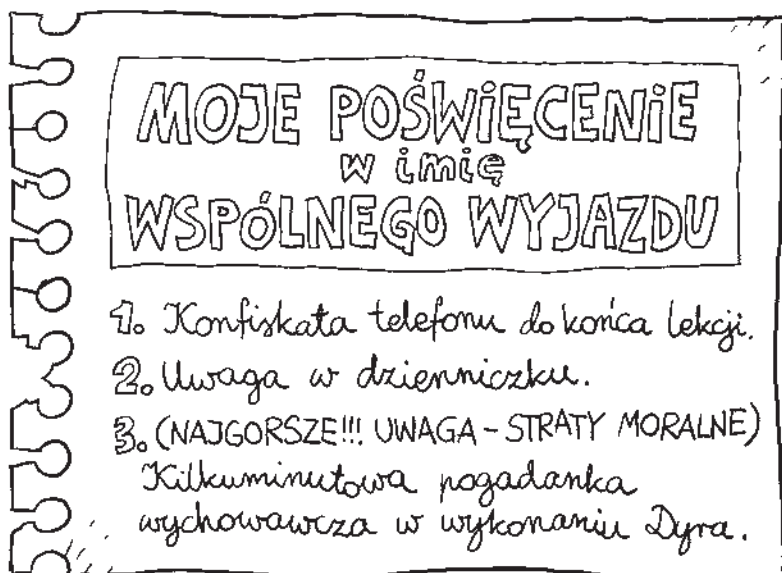 MOJE POŚWIĘCENIE
w imię
WSPÓLNEGO WYJAZDU
1. Konfiskata telefonu do końca lekcji.
2. Uwaga w dzienniczku.
3. (NAJGORSZE!!! UWAGA – STRATY MORALNE)
Kilkuminutowa pogadanka
wychowawcza w wykonaniu Dyra.